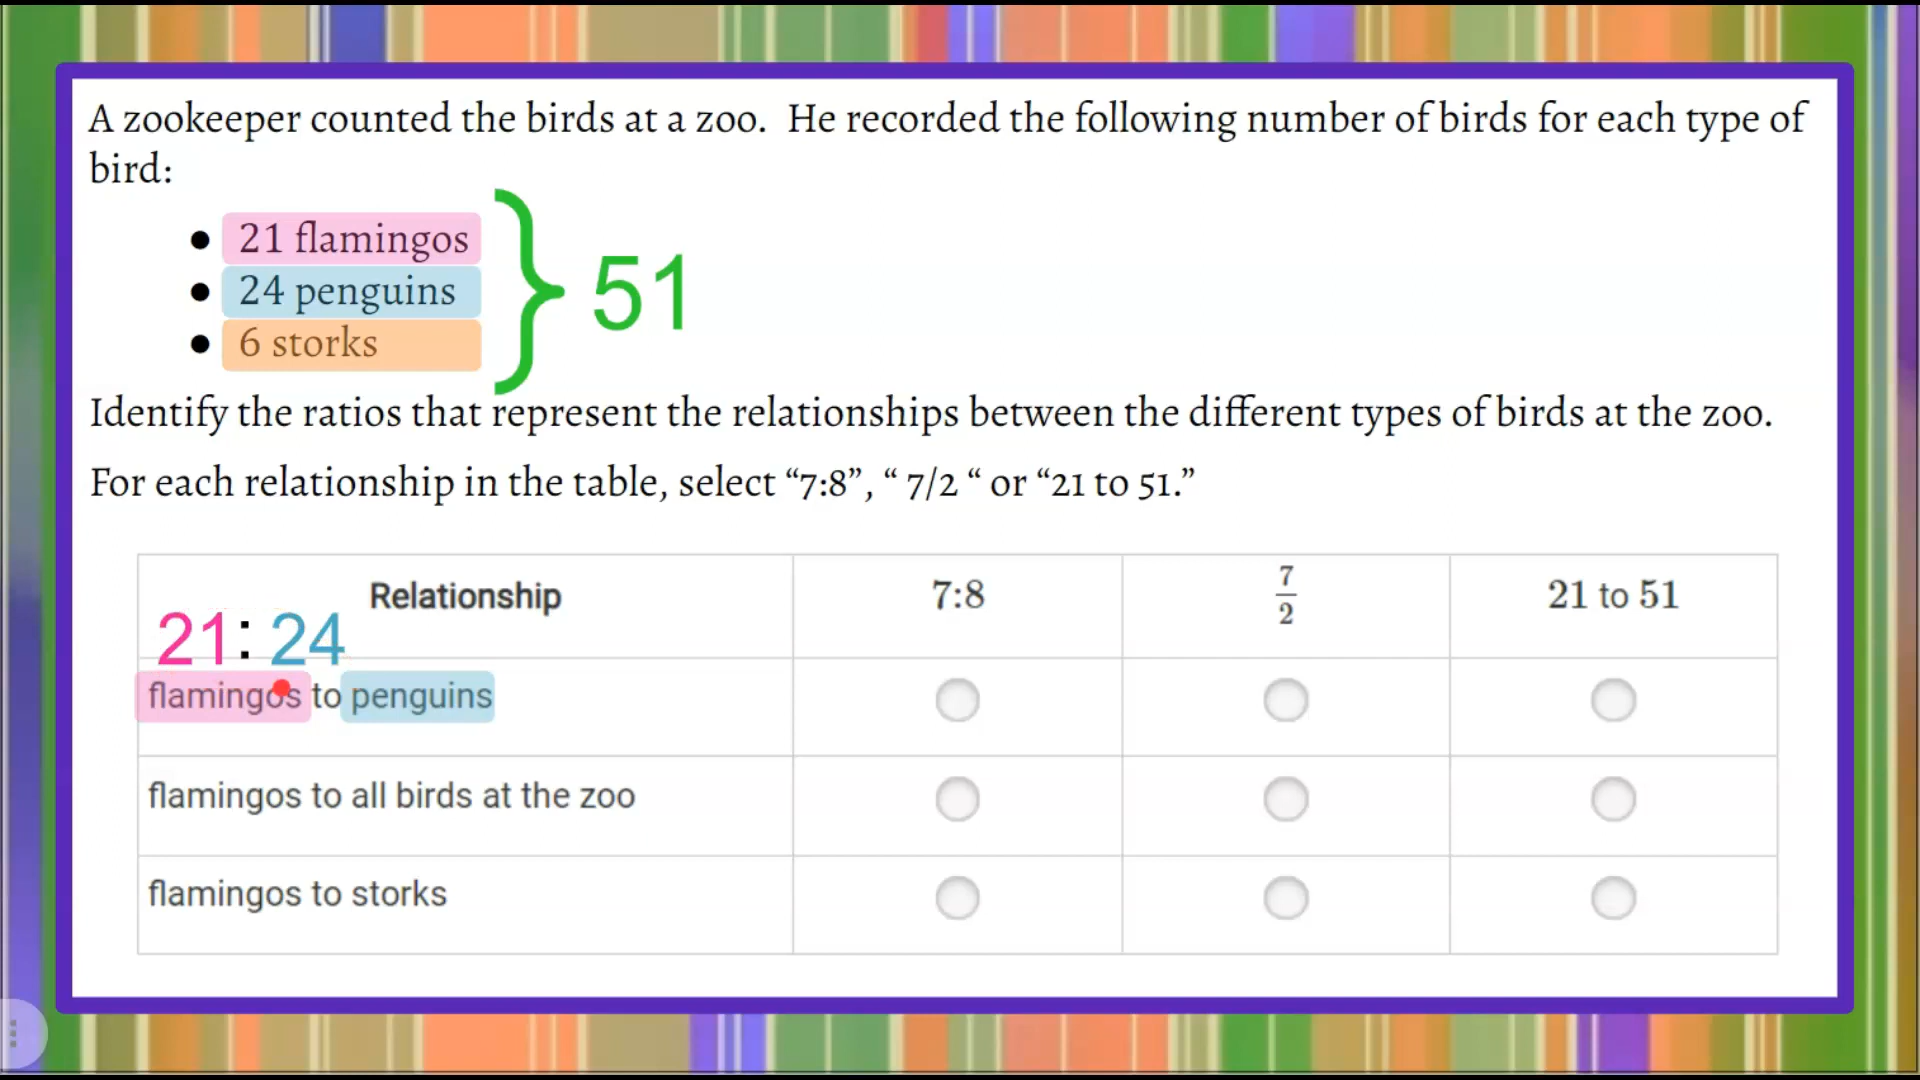 A zookeeper counted the birds at a zoo. He recorded the following number of birds for each type of
bird:
● 21 flamingos
● 24 penguins
● 6 storks
51
Identify the ratios that represent the relationships between the different types of birds at the zoo.
For each relationship in the table, select “7:8”, “ 7/2 “ or “21 to 51.”
Relationship 7:8 7/2 21 to 51
21:24
flamingos to penguins
flamingos to all birds at the zoo
flamingos to storks